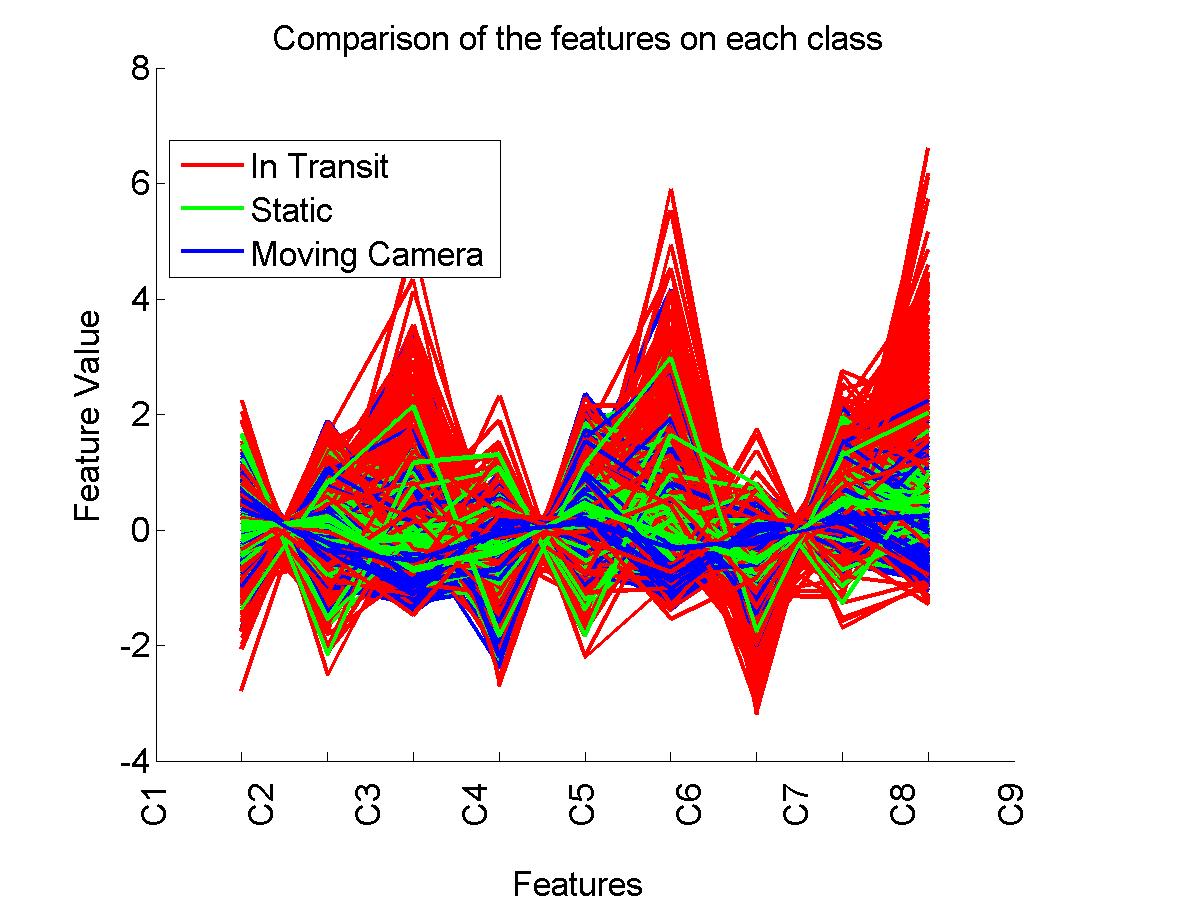 Comparison of the features on each class
8
6
4
2
0
-2
-4
Feature Value
In Transit
Static
Moving Camera
C1
C2
C3
C4
C5
C6
C7
C8
C9
Features